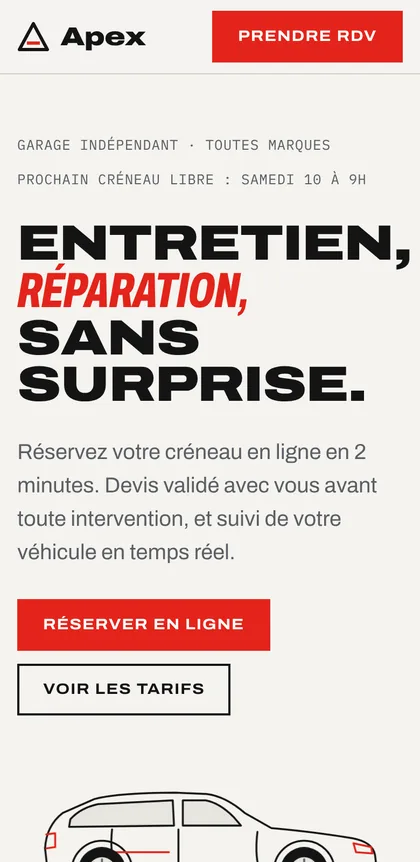 Apex
PRENDRE RDV
GARAGE INDÉPENDANT · TOUTES MARQUES
PROCHAIN CRÉNEAU LIBRE : SAMEDI 10 À 9H
ENTRETIEN,
RÉPARATION,
SANS
SURPRISE.
Réservez votre créneau en ligne en 2
minutes. Devis validé avec vous avant
toute intervention, et suivi de votre
véhicule en temps réel.
RÉSERVER EN LIGNE
VOIR LES TARIFS